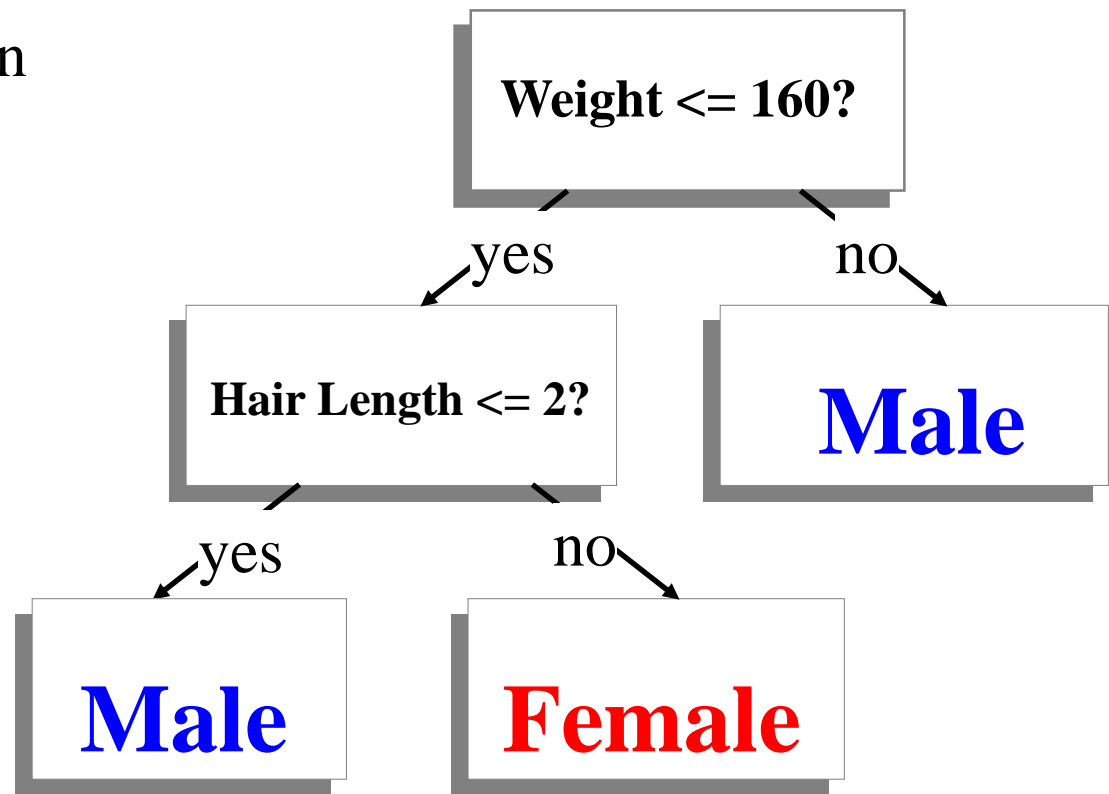 n
Weight <= 160?
yes
no
Hair Length <= 2?
Male
yes
no
Male
Female